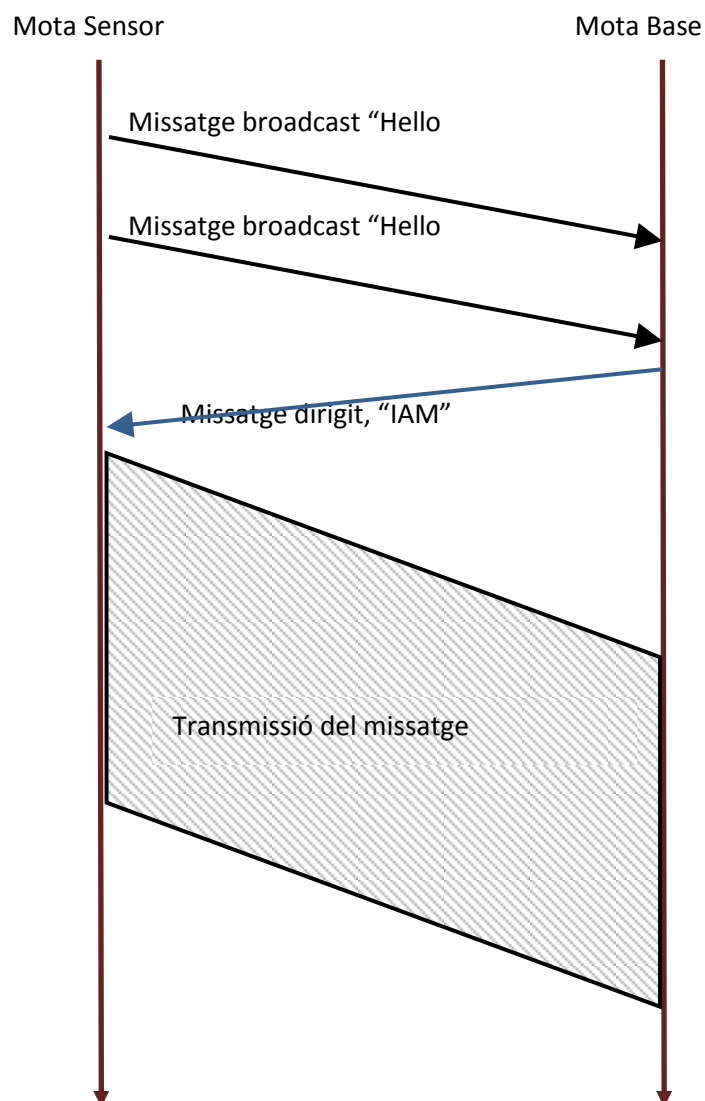 Mota Sensor
Mota Base
Missatge broadcast “Hello
Missatge broadcast “Hello
Missatge dirigit, “IAM”
Transmissió del missatge